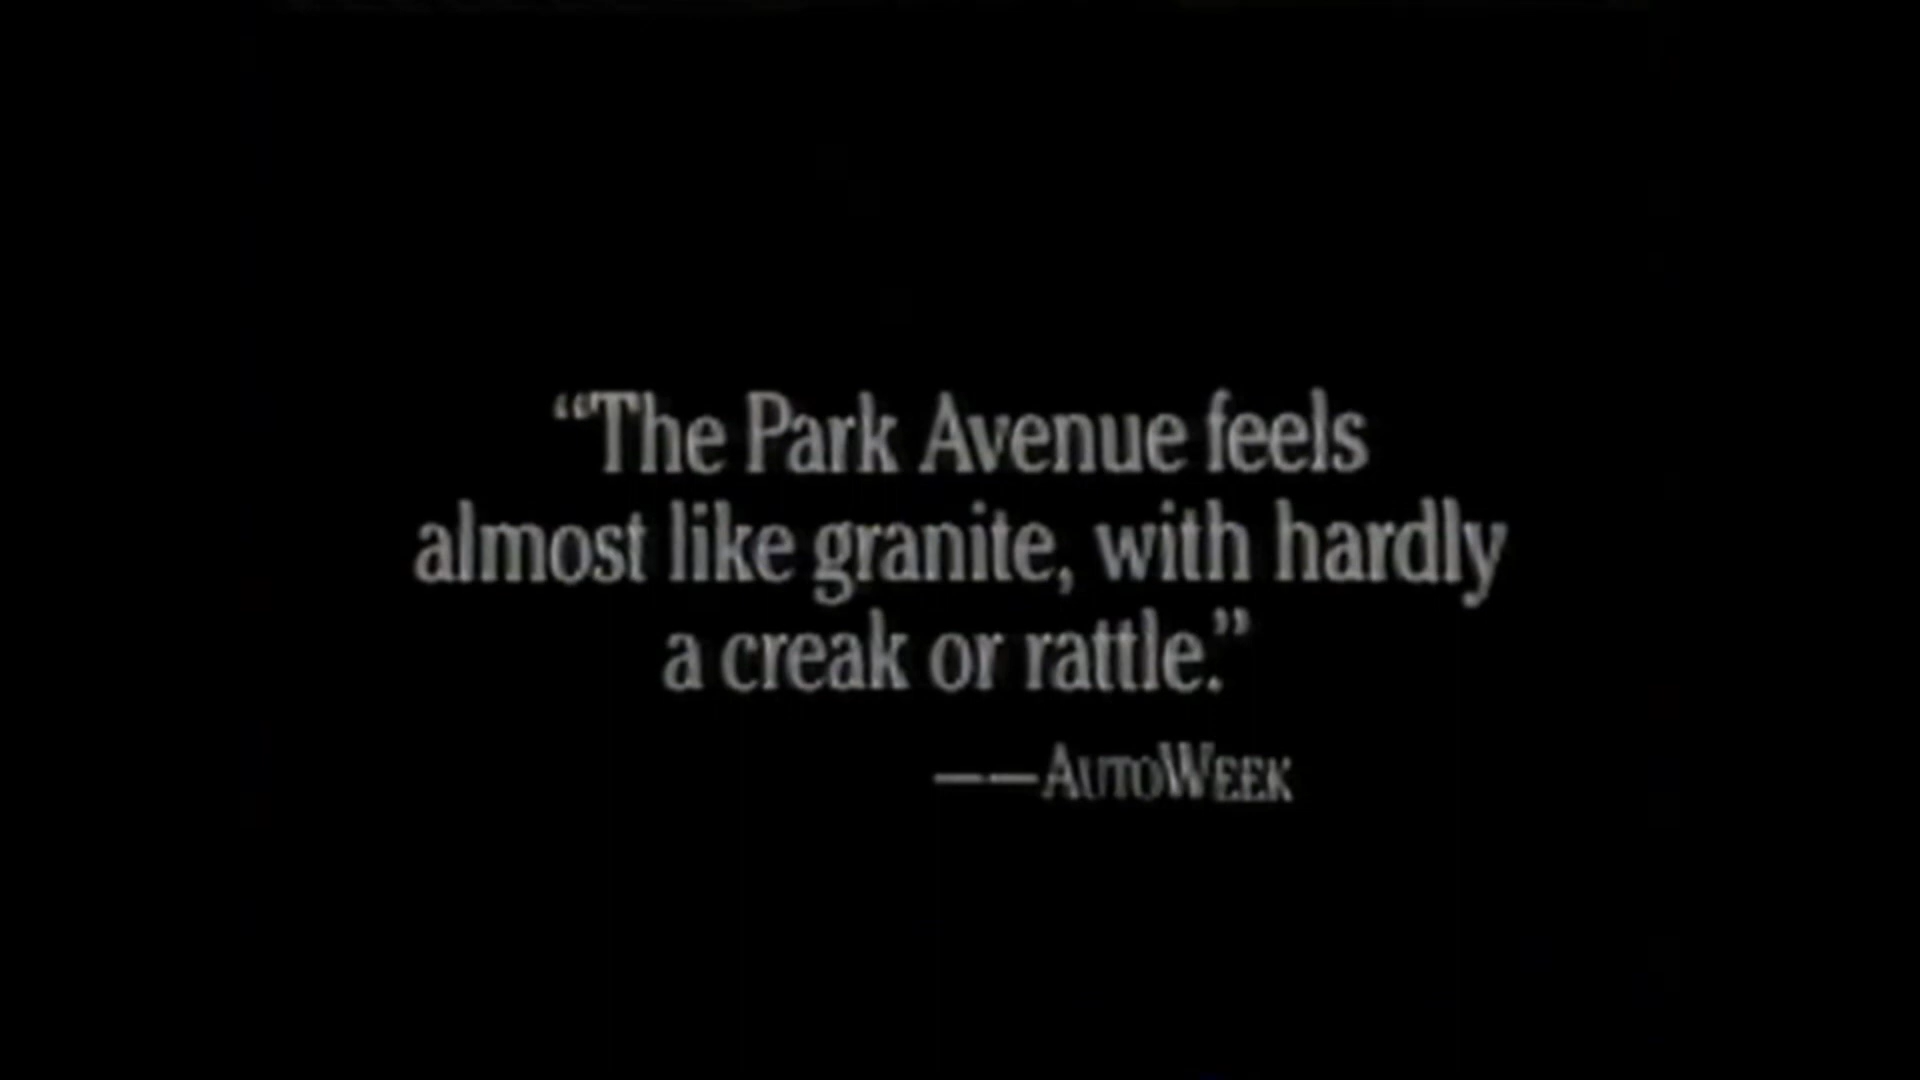 “The Park Avenue feels
almost like granite, with hardly
a creak or rattle.”
——AUTOWEEK